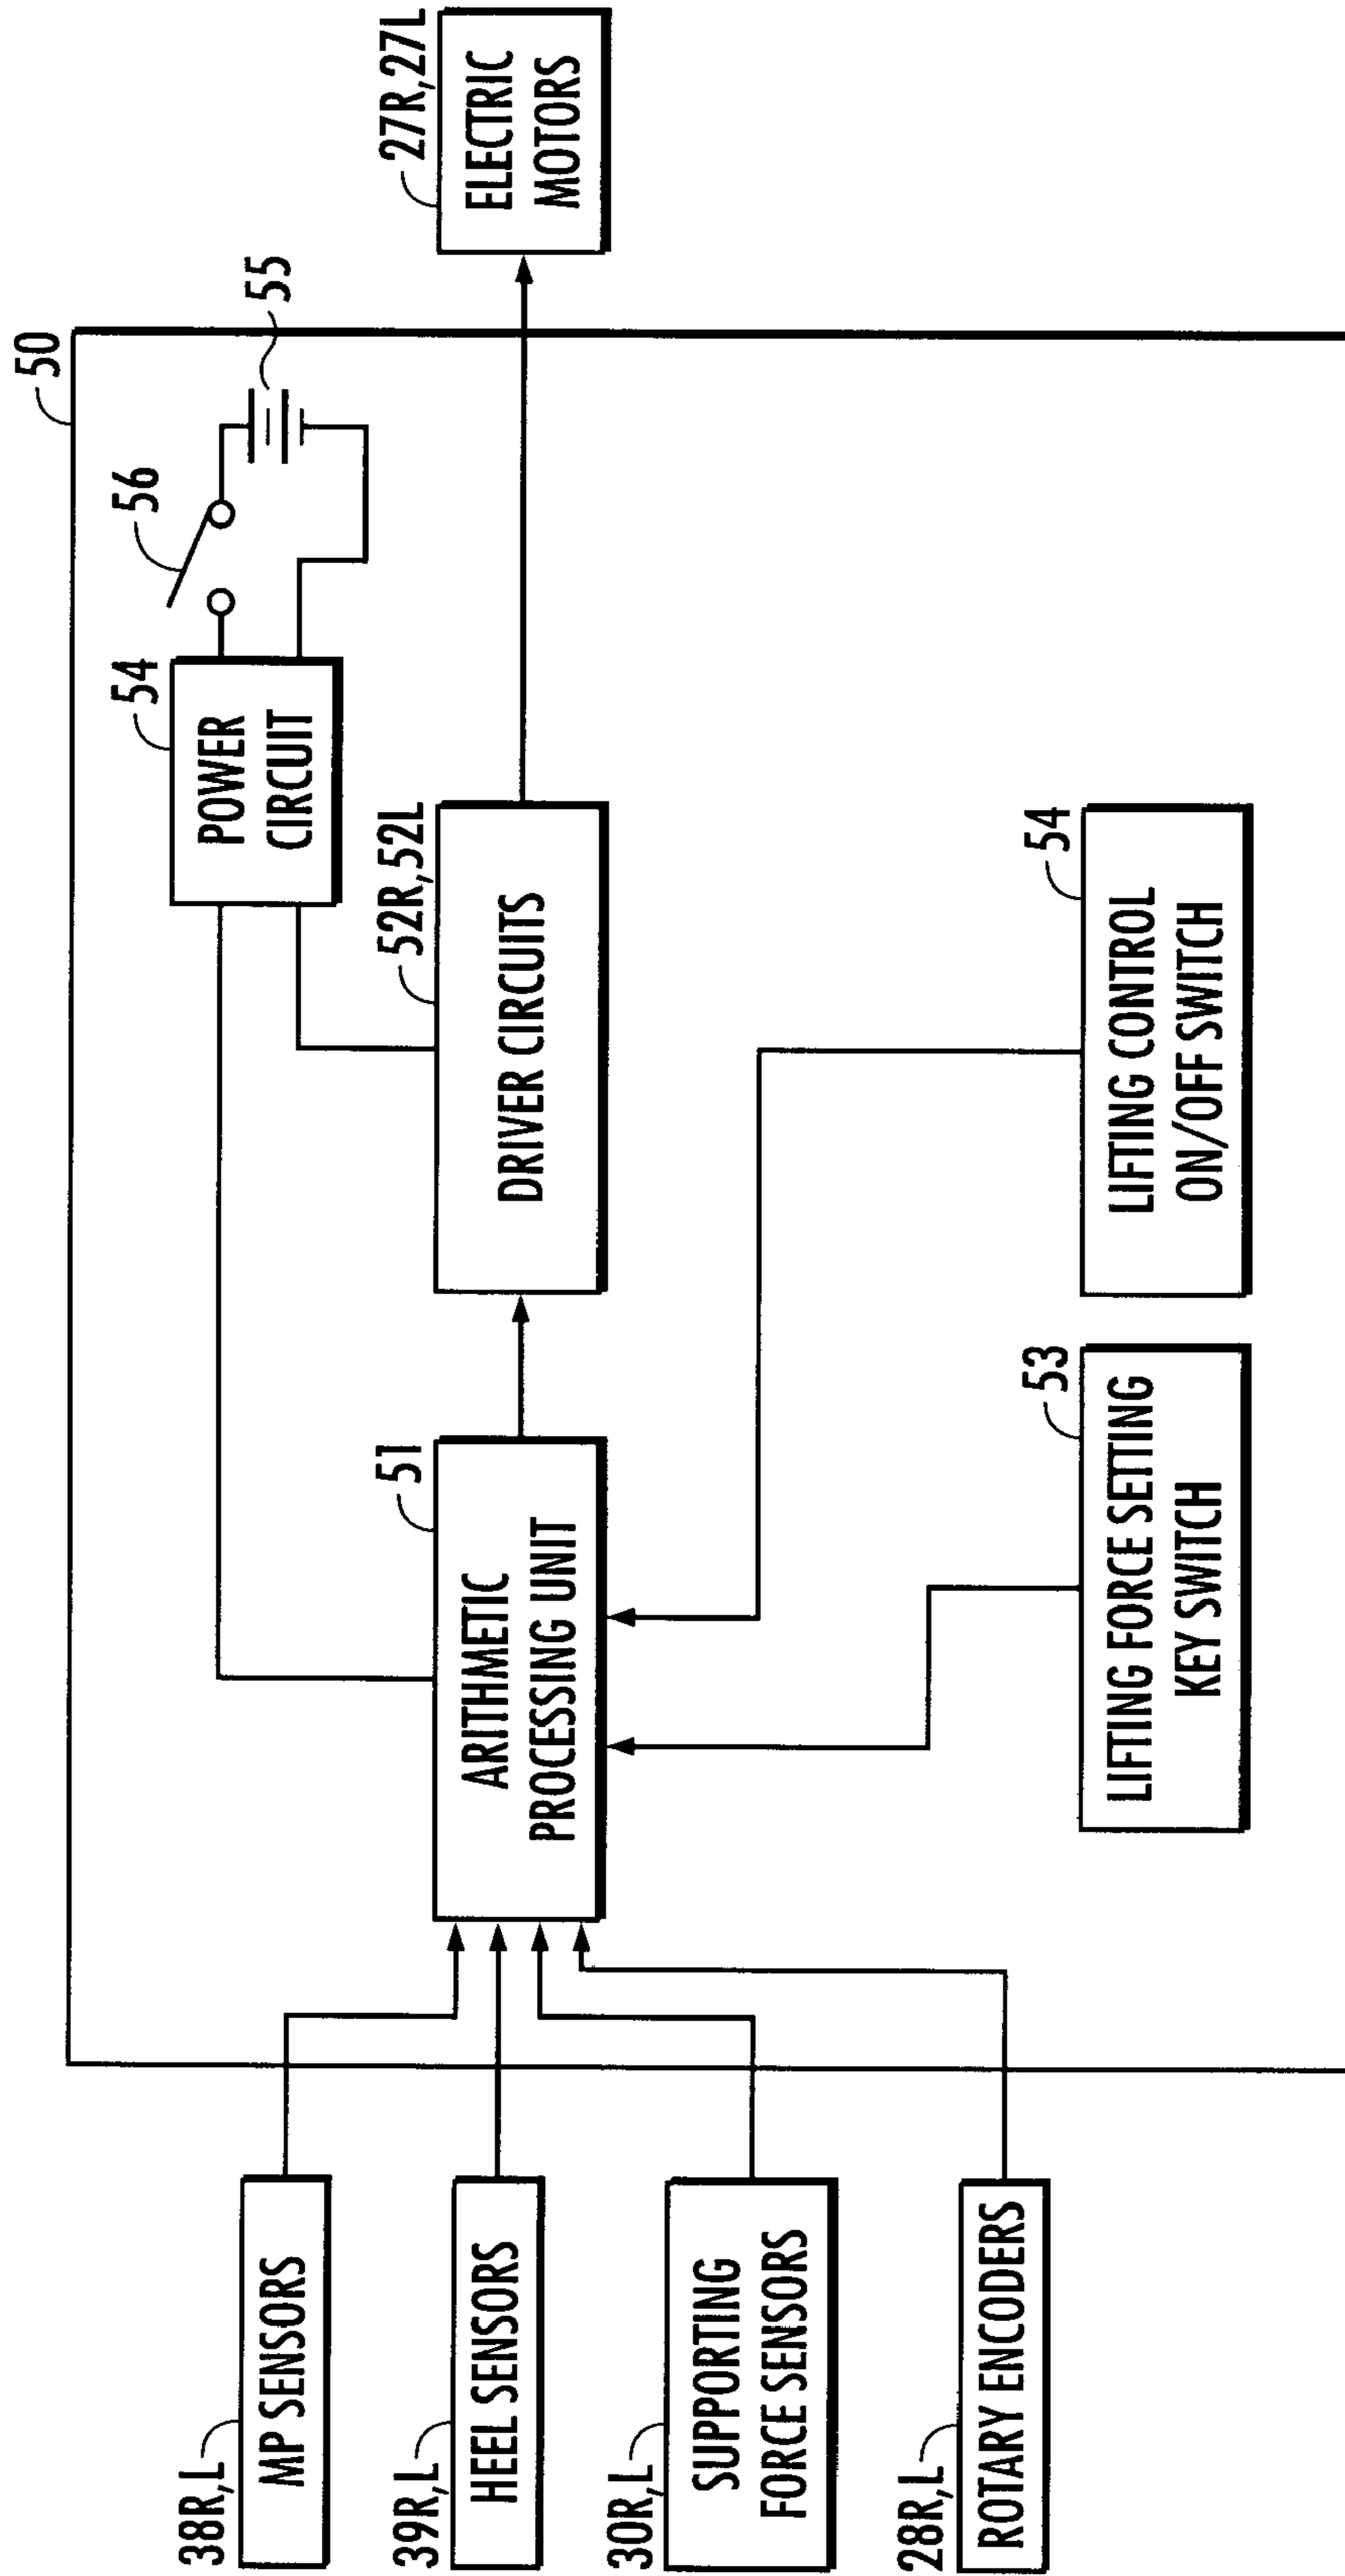 50
38R,L
MP SENSORS
39R,L
HEEL SENSORS
30R,L
SUPPORTING
FORCE SENSORS
28R,L
ROTARY ENCODERS
51
ARITHMETIC
PROCESSING UNIT
52R,52L
DRIVER CIRCUITS
54
POWER
CIRCUIT
56
55
27R,27L
ELECTRIC
MOTORS
53
LIFTING FORCE SETTING
KEY SWITCH
54
LIFTING CONTROL
ON/OFF SWITCH